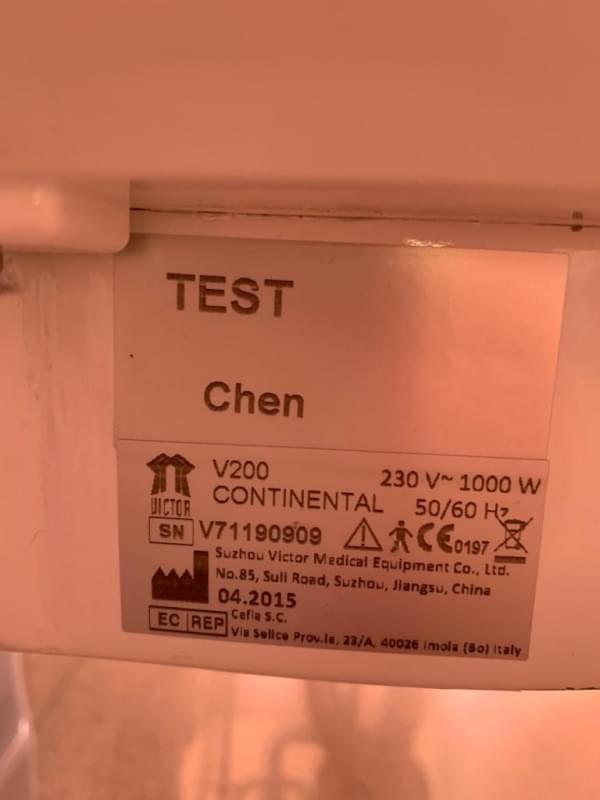 TEST
Chen
VICTOR
V200 230 V~ 1000 W
CONTINENTAL 50/60 Hz
SN V71190909
CE 0197
Suzhou Victor Medical Equipment Co., Ltd.
No.85, Suli Road, Suzhou, Jiangsu, China
04.2015
EC REP Cefla S.C.
Via Selice Prov.le, 23/A, 40026 Imola (Bo) Italy